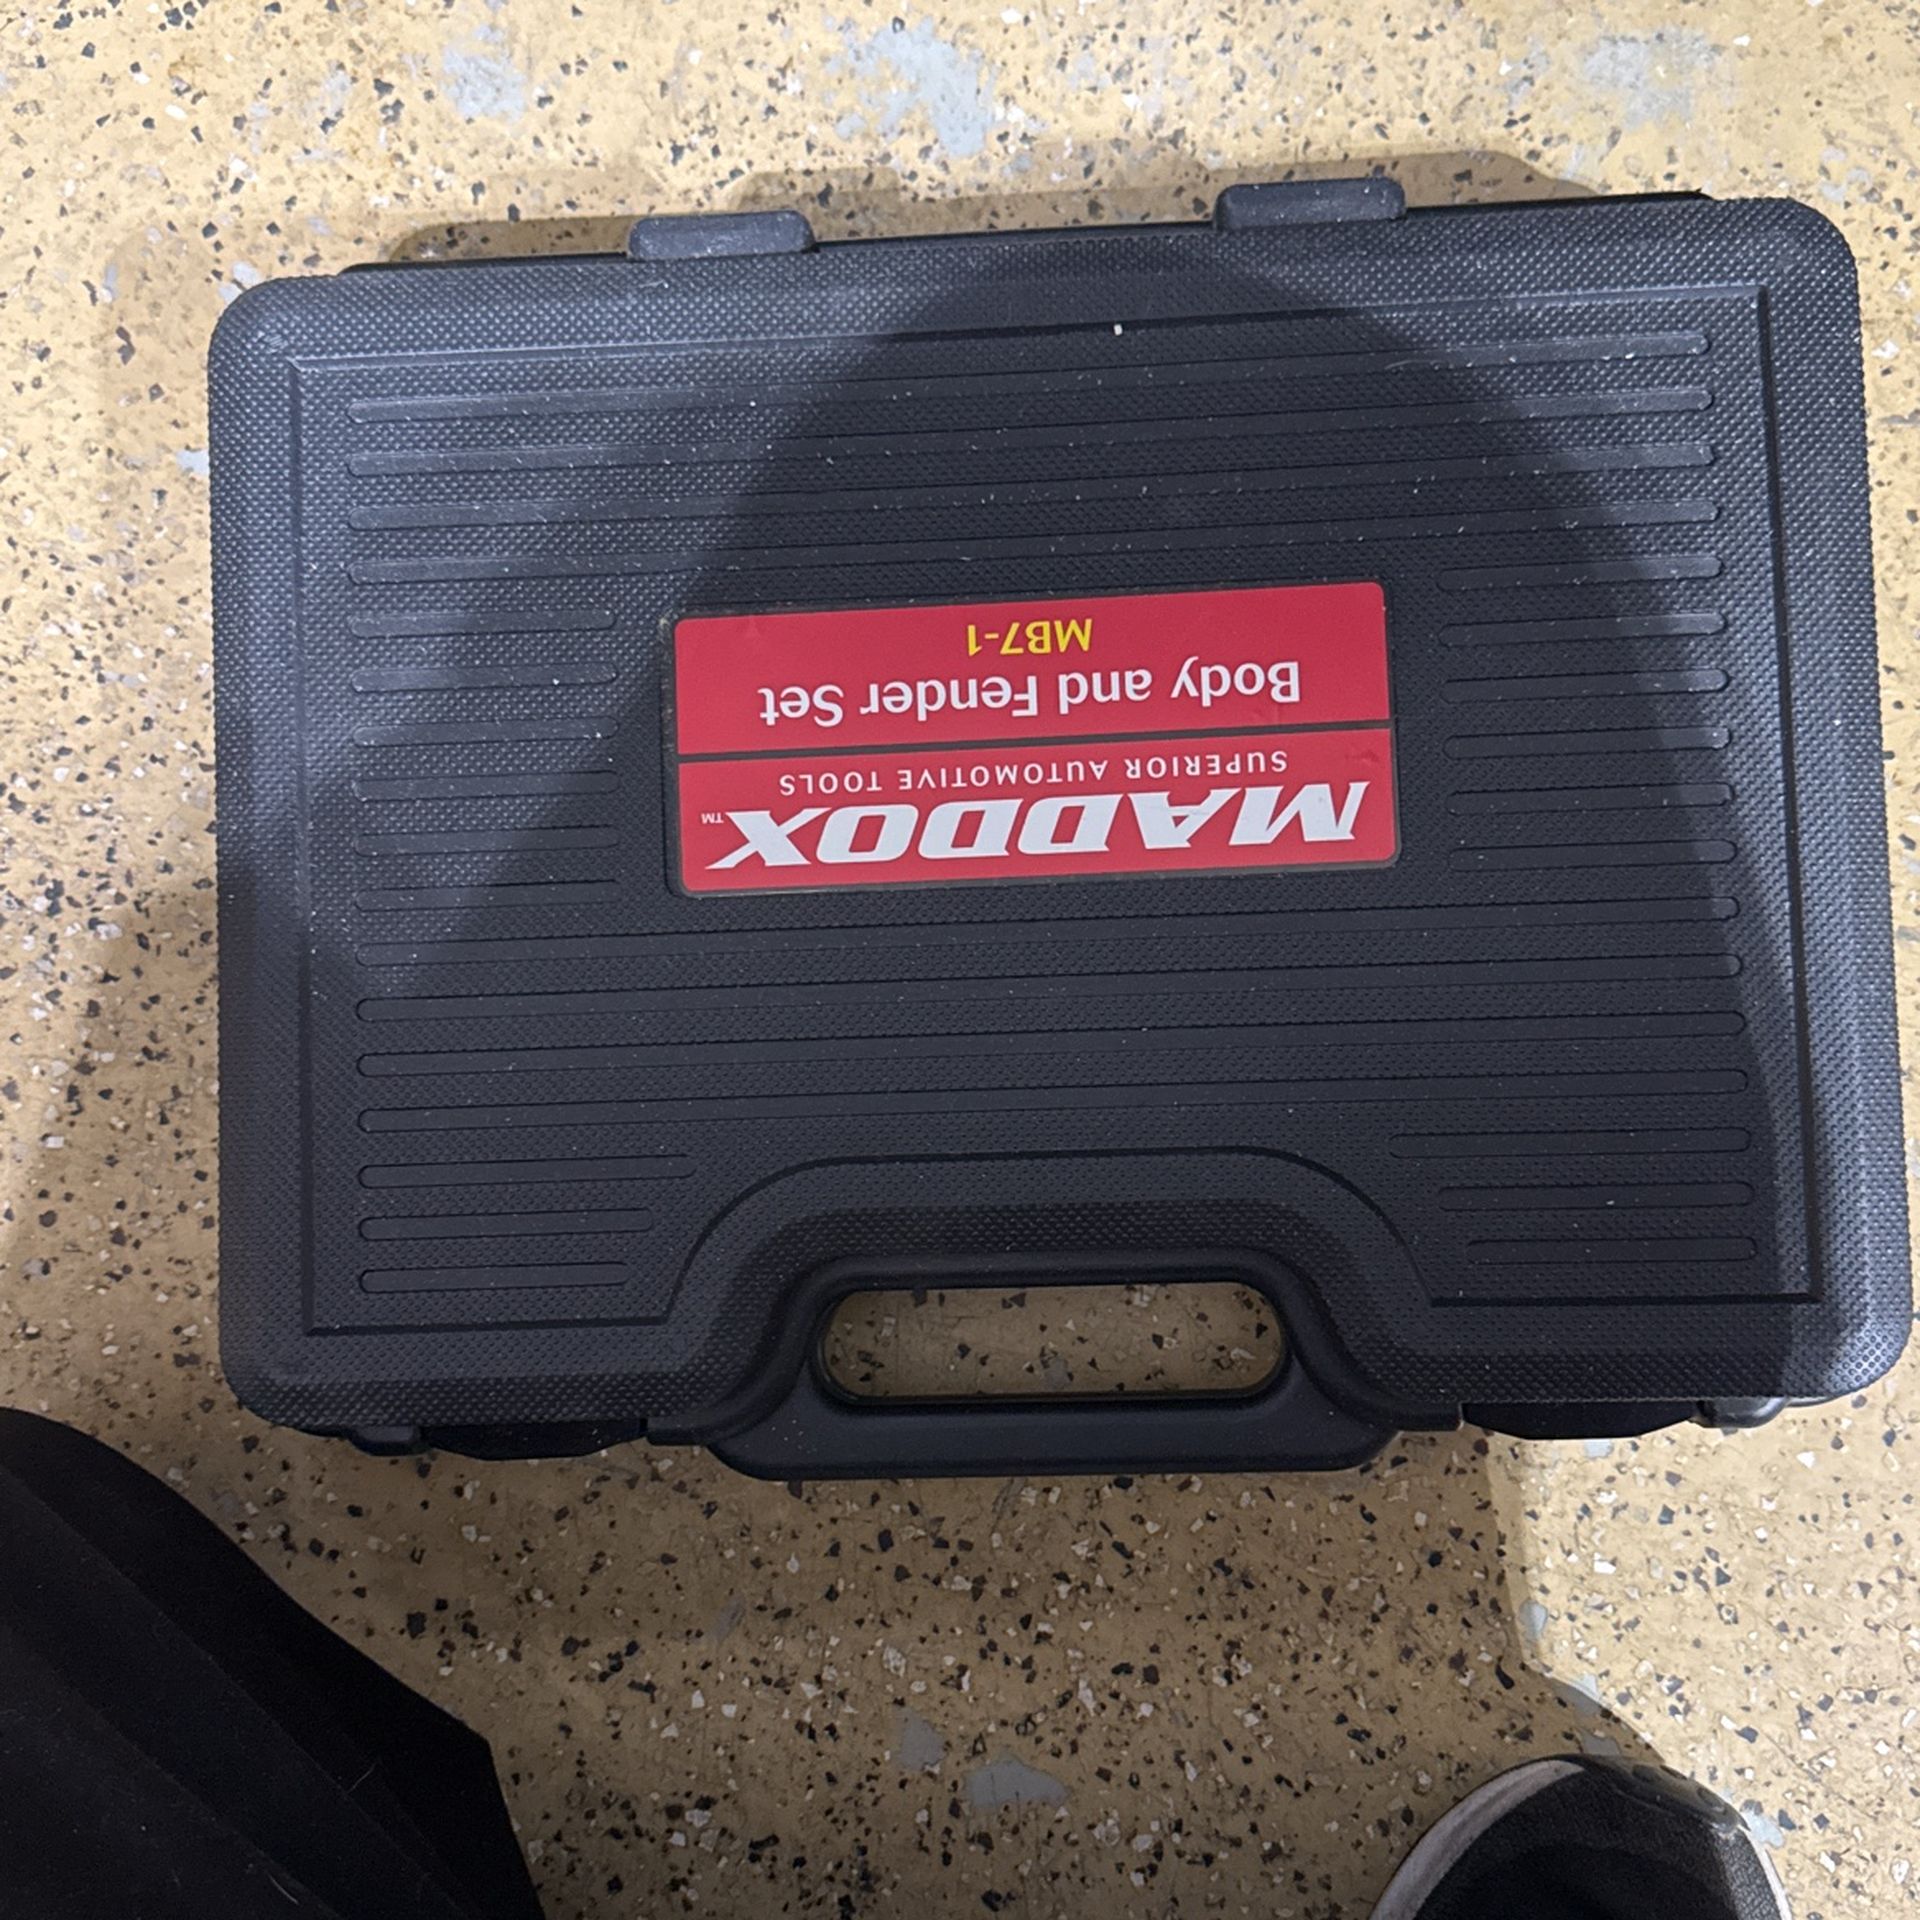 MADDOX™
SUPERIOR AUTOMOTIVE TOOLS
Body and Fender Set
MB7-1